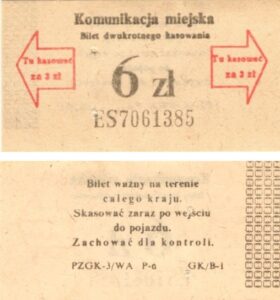 Komunikacja miejska
Bilet dwukrotnego kasowania
Tu kasować
za 3 zł
6 zł
Tu kasować
za 3 zł
ES7061385
Bilet ważny na terenie
całego kraju.
Skasować zaraz po wejściu
do pojazdu.
Zachować dla kontroli.
PZGK-3/WA P-6 GK/B-1